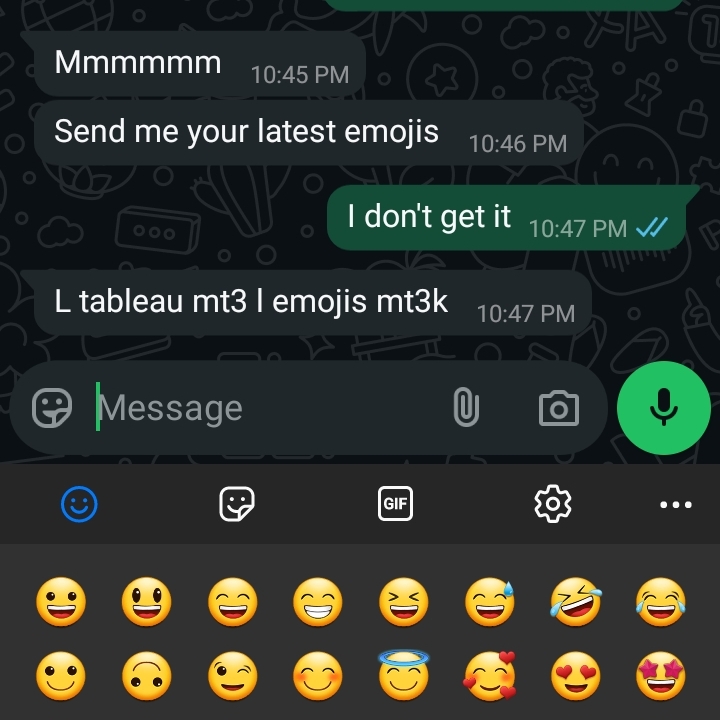 Mmmmmm 10:45 PM
Send me your latest emojis 10:46 PM
I don't get it 10:47 PM
L tableau mt3 l emojis mt3k 10:47 PM
Message
GIF